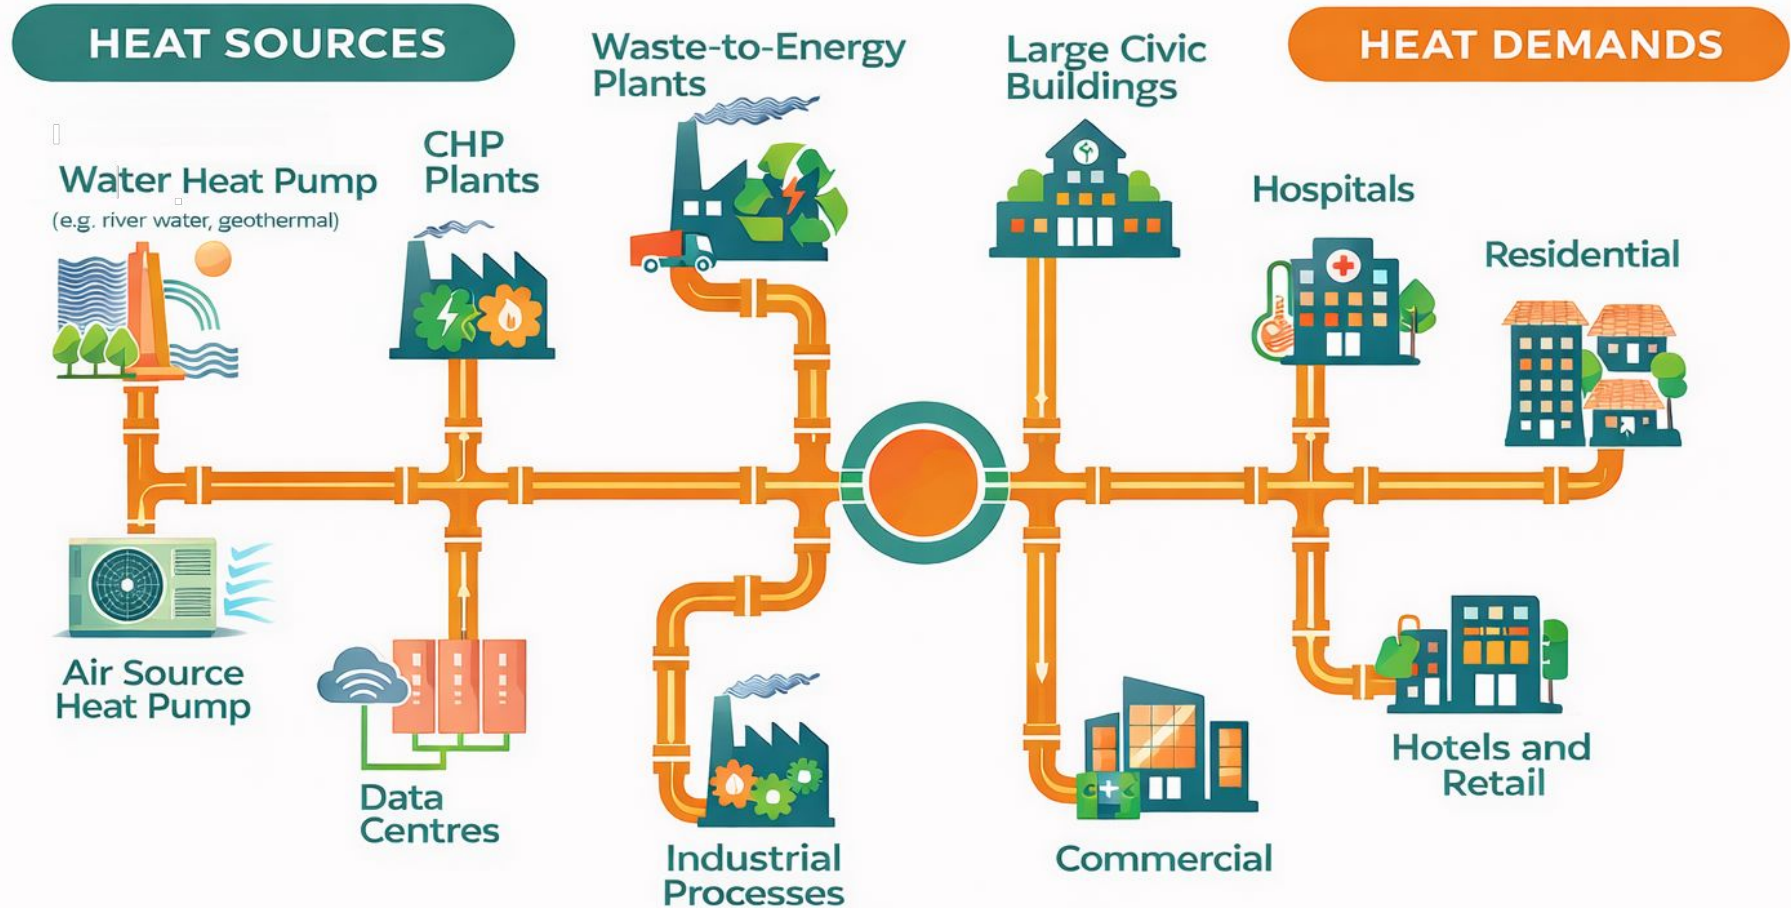 HEAT SOURCES
HEAT DEMANDS
Waste-to-Energy
Plants
Large Civic
Buildings
CHP
Plants
Water Heat Pump
(e.g. river water, geothermal)
Hospitals
Residential
Air Source
Heat Pump
Data
Centres
Industrial
Processes
Commercial
Hotels and
Retail